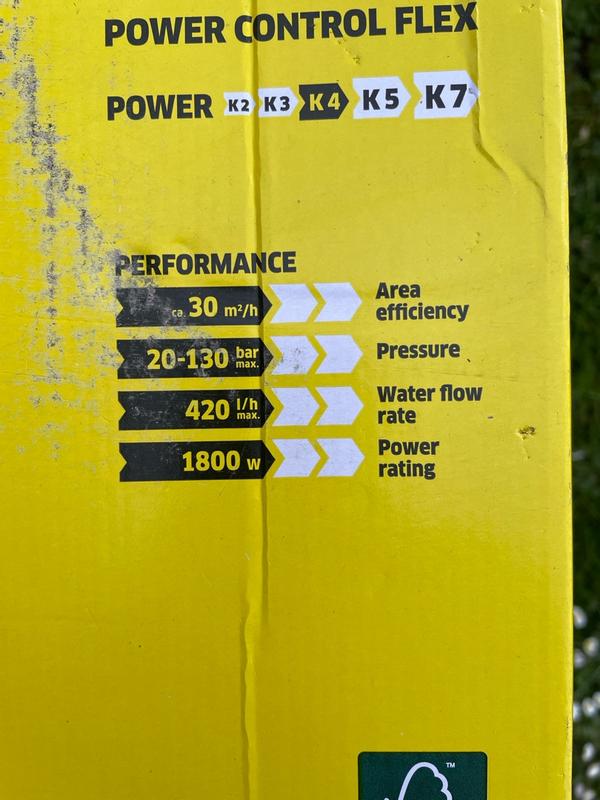 POWER CONTROL FLEX
POWER K2 K3 K4 K5 K7
PERFORMANCE
ca. 30 m²/h Area efficiency
20-130 bar max. Pressure
420 l/h max. Water flow rate
1800 W Power rating
TM